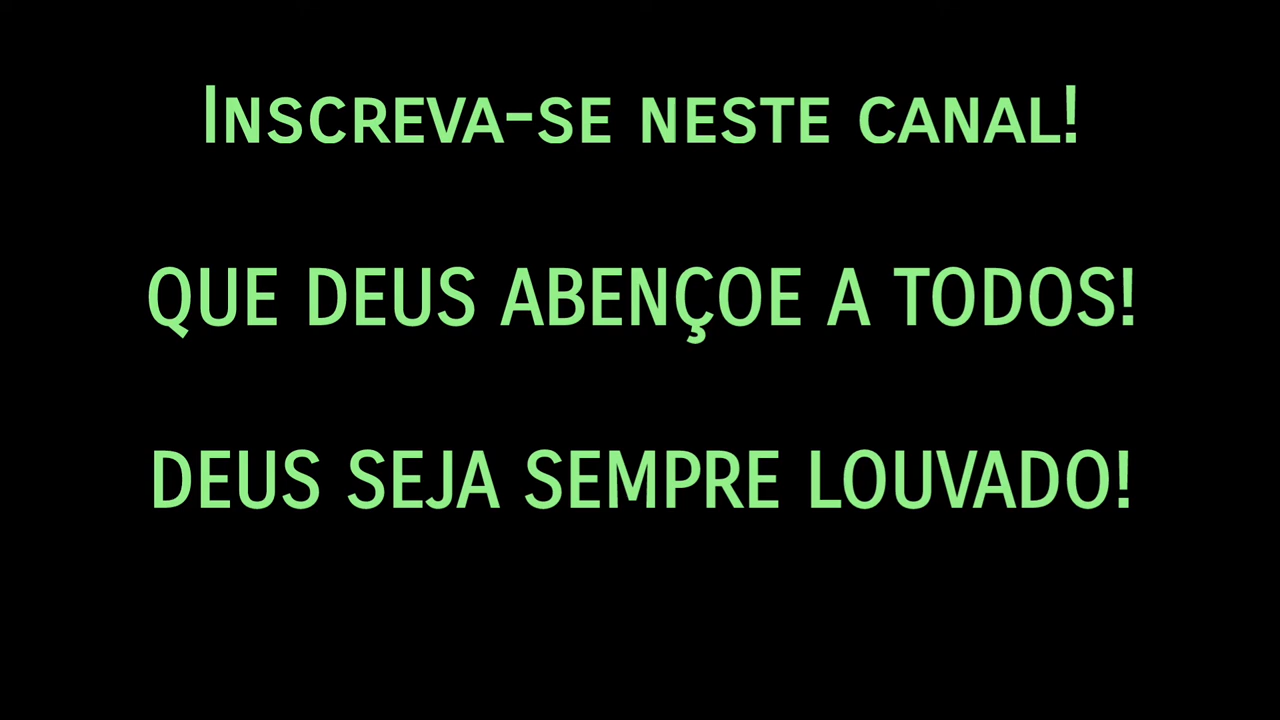 Inscreva-se neste canal!
QUE DEUS ABENÇOE A TODOS!
DEUS SEJA SEMPRE LOUVADO!